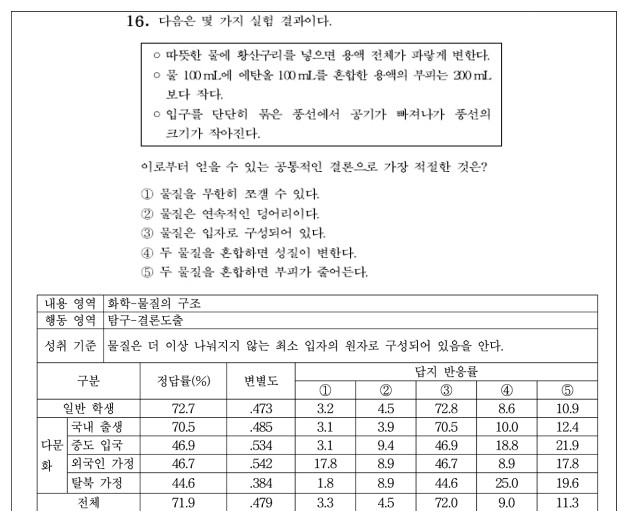 16. 다음은 몇 가지 실험 결과이다.
○ 따뜻한 물에 황산구리를 넣으면 용액 전체가 파랗게 변한다.
○ 물 100 mL에 에탄올 100 mL를 혼합한 용액의 부피는 200 mL
보다 작다.
○ 입구를 단단히 묶은 풍선에서 공기가 빠져나가 풍선의
크기가 작아진다.
이로부터 얻을 수 있는 공통적인 결론으로 가장 적절한 것은?
① 물질을 무한히 쪼갤 수 있다.
② 물질은 연속적인 덩어리이다.
③ 물질은 입자로 구성되어 있다.
④ 두 물질을 혼합하면 성질이 변한다.
⑤ 두 물질을 혼합하면 부피가 줄어든다.
내용 영역 화학-물질의 구조
행동 영역 탐구-결론도출
성취 기준 물질은 더 이상 나눠지지 않는 최소 입자의 원자로 구성되어 있음을 안다.
구분 정답률(%) 변별도 답지 반응률
① ② ③ ④ ⑤
일반 학생 72.7 .473 3.2 4.5 72.8 8.6 10.9
다문화 국내 출생 70.5 .485 3.1 3.9 70.5 10.0 12.4
중도 입국 46.9 .534 3.1 9.4 46.9 18.8 21.9
외국인 가정 46.7 .542 17.8 8.9 46.7 8.9 17.8
탈북 가정 44.6 .384 1.8 8.9 44.6 25.0 19.6
전체 71.9 .479 3.3 4.5 72.0 9.0 11.3